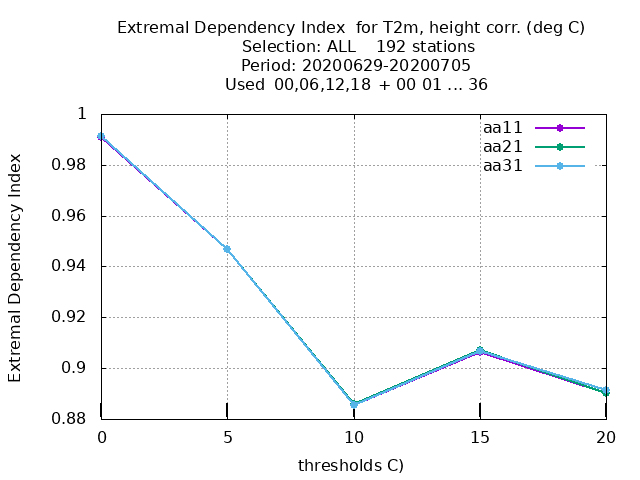 Extremal Dependency Index  for T2m, height corr. (deg C)
Selection: ALL    192 stations
Period: 20200629-20200705
Used  00,06,12,18 + 00 01 ... 36
Extremal Dependency Index
1
0.98
0.96
0.94
0.92
0.9
0.88
aa11
aa21
aa31
0 5 10 15 20
thresholds C)